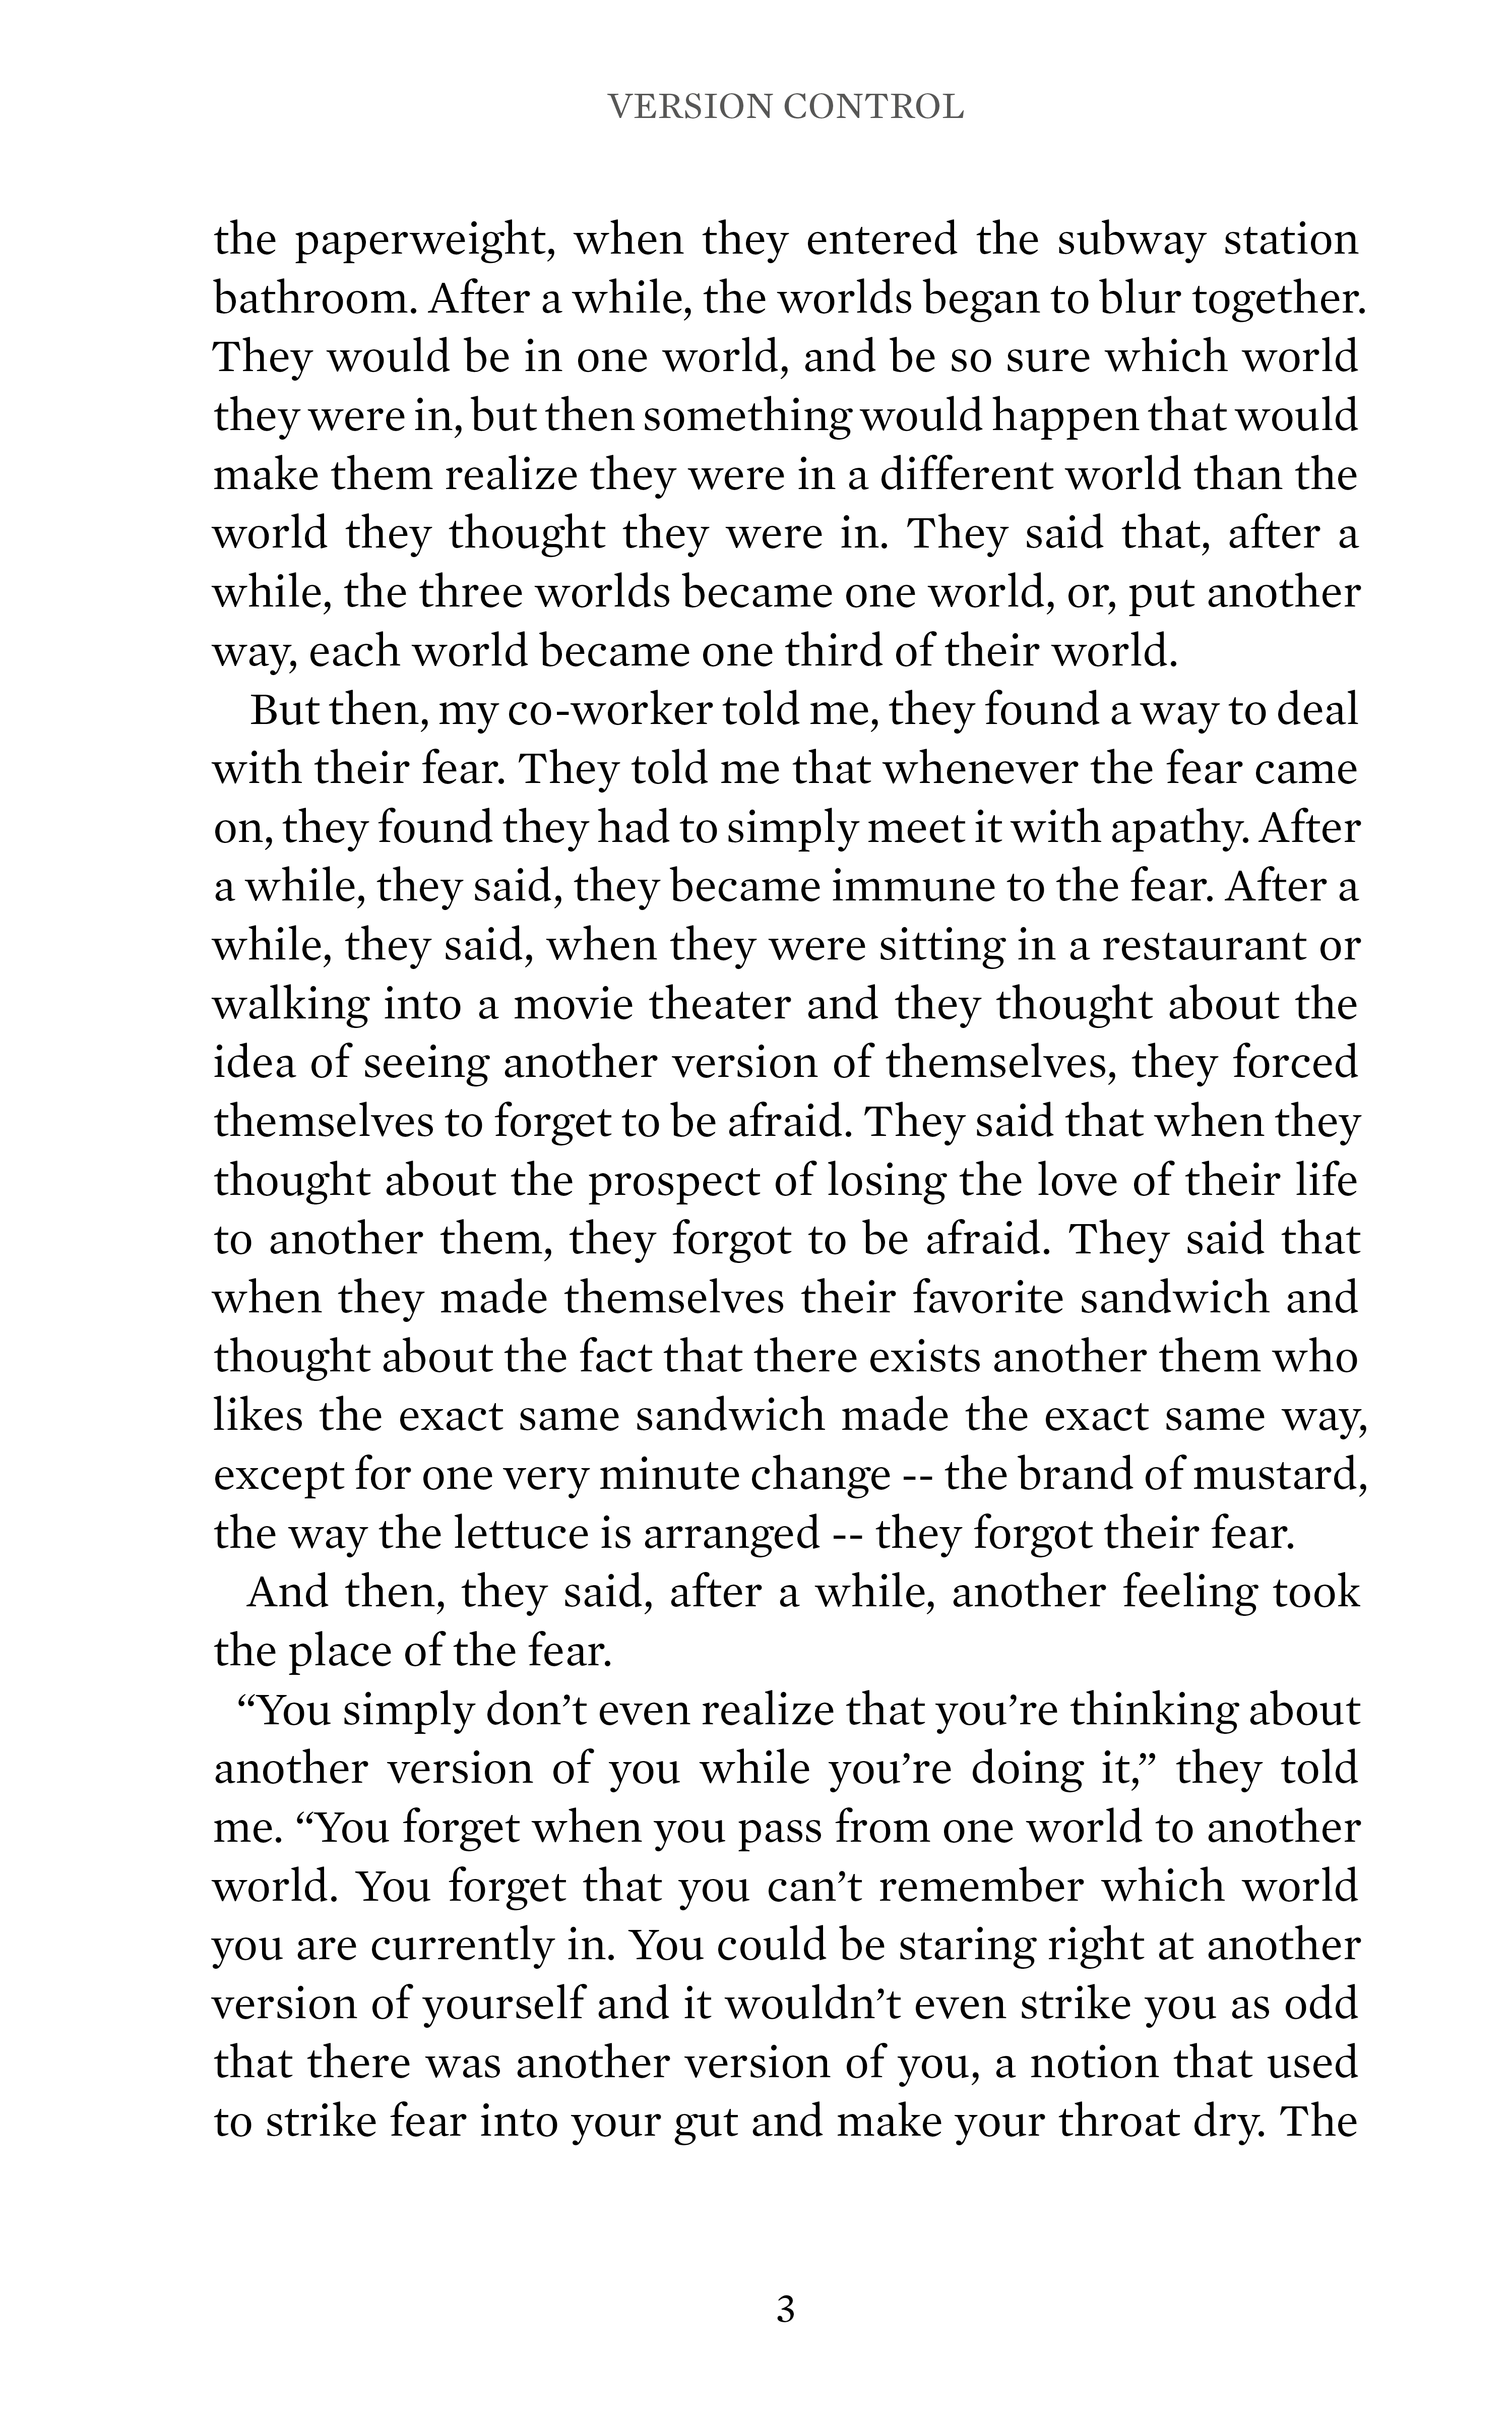 VERSION CONTROL
the paperweight, when they entered the subway station
bathroom. After a while, the worlds began to blur together.
They would be in one world, and be so sure which world
they were in, but then something would happen that would
make them realize they were in a different world than the
world they thought they were in. They said that, after a
while, the three worlds became one world, or, put another
way, each world became one third of their world.
But then, my co-worker told me, they found a way to deal
with their fear. They told me that whenever the fear came
on, they found they had to simply meet it with apathy. After
a while, they said, they became immune to the fear. After a
while, they said, when they were sitting in a restaurant or
walking into a movie theater and they thought about the
idea of seeing another version of themselves, they forced
themselves to forget to be afraid. They said that when they
thought about the prospect of losing the love of their life
to another them, they forgot to be afraid. They said that
when they made themselves their favorite sandwich and
thought about the fact that there exists another them who
likes the exact same sandwich made the exact same way,
except for one very minute change -- the brand of mustard,
the way the lettuce is arranged -- they forgot their fear.
And then, they said, after a while, another feeling took
the place of the fear.
“You simply don’t even realize that you’re thinking about
another version of you while you’re doing it,” they told
me. “You forget when you pass from one world to another
world. You forget that you can’t remember which world
you are currently in. You could be staring right at another
version of yourself and it wouldn’t even strike you as odd
that there was another version of you, a notion that used
to strike fear into your gut and make your throat dry. The
3